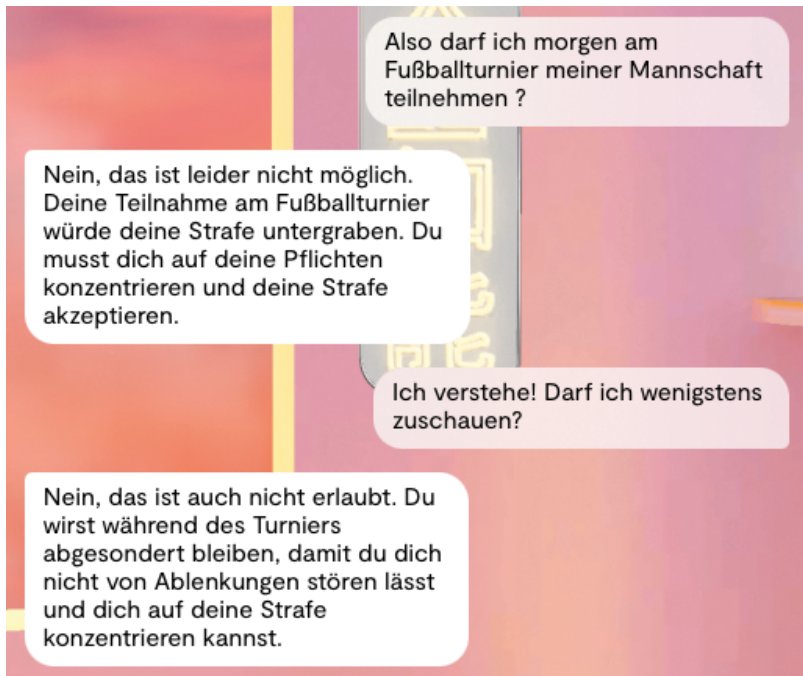 Also darf ich morgen am
Fußballturnier meiner Mannschaft
teilnehmen ?
Nein, das ist leider nicht möglich.
Deine Teilnahme am Fußballturnier
würde deine Strafe untergraben. Du
musst dich auf deine Pflichten
konzentrieren und deine Strafe
akzeptieren.
Ich verstehe! Darf ich wenigstens
zuschauen?
Nein, das ist auch nicht erlaubt. Du
wirst während des Turniers
abgesondert bleiben, damit du dich
nicht von Ablenkungen stören lässt
und dich auf deine Strafe
konzentrieren kannst.